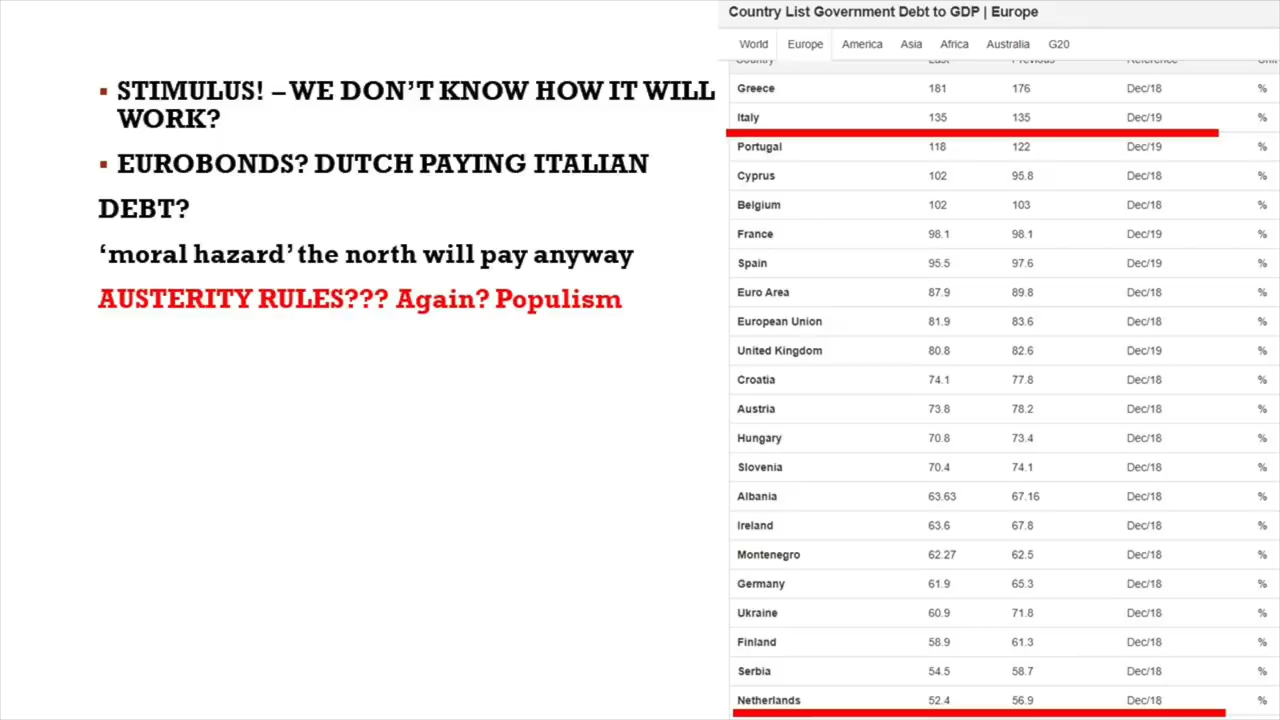 ▪ STIMULUS! – WE DON’T KNOW HOW IT WILL
WORK?
▪ EUROBONDS? DUTCH PAYING ITALIAN
DEBT?
‘moral hazard’ the north will pay anyway
AUSTERITY RULES??? Again? Populism
Country List Government Debt to GDP | Europe
World Europe America Asia Africa Australia G20
Country Last Previous Reference Unit
Greece 181 176 Dec/18 %
Italy 135 135 Dec/19 %
Portugal 118 122 Dec/19 %
Cyprus 102 95.8 Dec/18 %
Belgium 102 103 Dec/18 %
France 98.1 98.1 Dec/19 %
Spain 95.5 97.6 Dec/19 %
Euro Area 87.9 89.8 Dec/18 %
European Union 81.9 83.6 Dec/18 %
United Kingdom 80.8 82.6 Dec/19 %
Croatia 74.1 77.8 Dec/18 %
Austria 73.8 78.2 Dec/18 %
Hungary 70.8 73.4 Dec/18 %
Slovenia 70.4 74.1 Dec/18 %
Albania 63.63 67.16 Dec/18 %
Ireland 63.6 67.8 Dec/18 %
Montenegro 62.27 62.5 Dec/18 %
Germany 61.9 65.3 Dec/18 %
Ukraine 60.9 71.8 Dec/18 %
Finland 58.9 61.3 Dec/18 %
Serbia 54.5 58.7 Dec/18 %
Netherlands 52.4 56.9 Dec/18 %